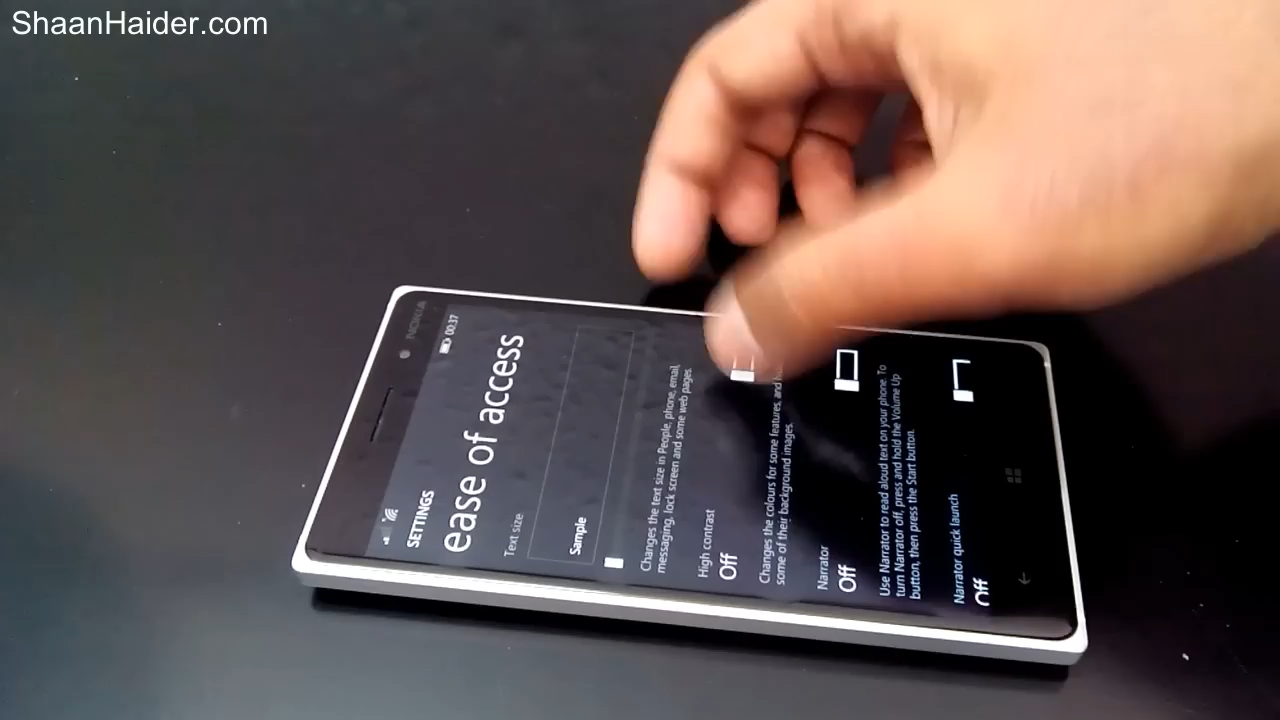 ShaanHaider.com
NOKIA
00:37
SETTINGS
ease of access
Text size
Sample
Changes the text size in People, phone, email,
messaging, lock screen and some web pages.
High contrast
Off
Changes the colours for some features, and
some of their background images.
Narrator
Off
Use Narrator to read aloud text on your phone. To
turn Narrator off, press and hold the Volume Up
button, then press the Start button.
Narrator quick launch
Off